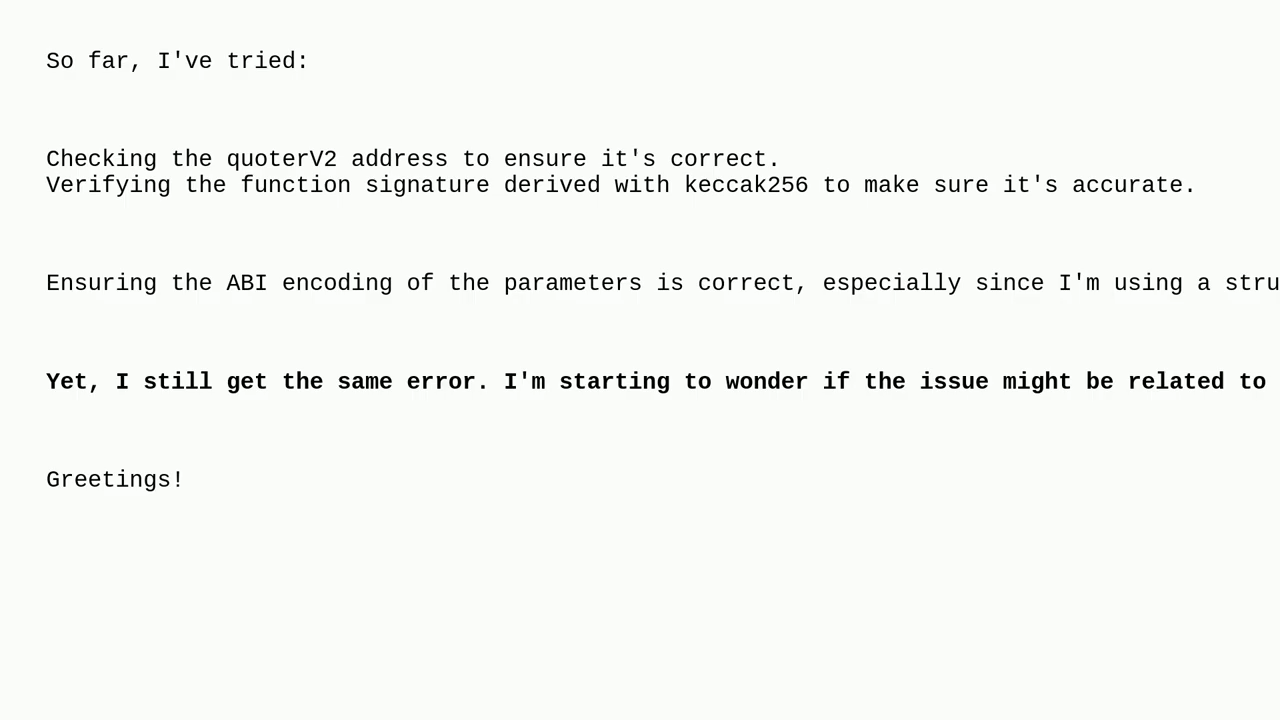 So far, I've tried:
Checking the quoterV2 address to ensure it's correct.
Verifying the function signature derived with keccak256 to make sure it's accurate.
Ensuring the ABI encoding of the parameters is correct, especially since I'm using a stru
Yet, I still get the same error. I'm starting to wonder if the issue might be related to
Greetings!